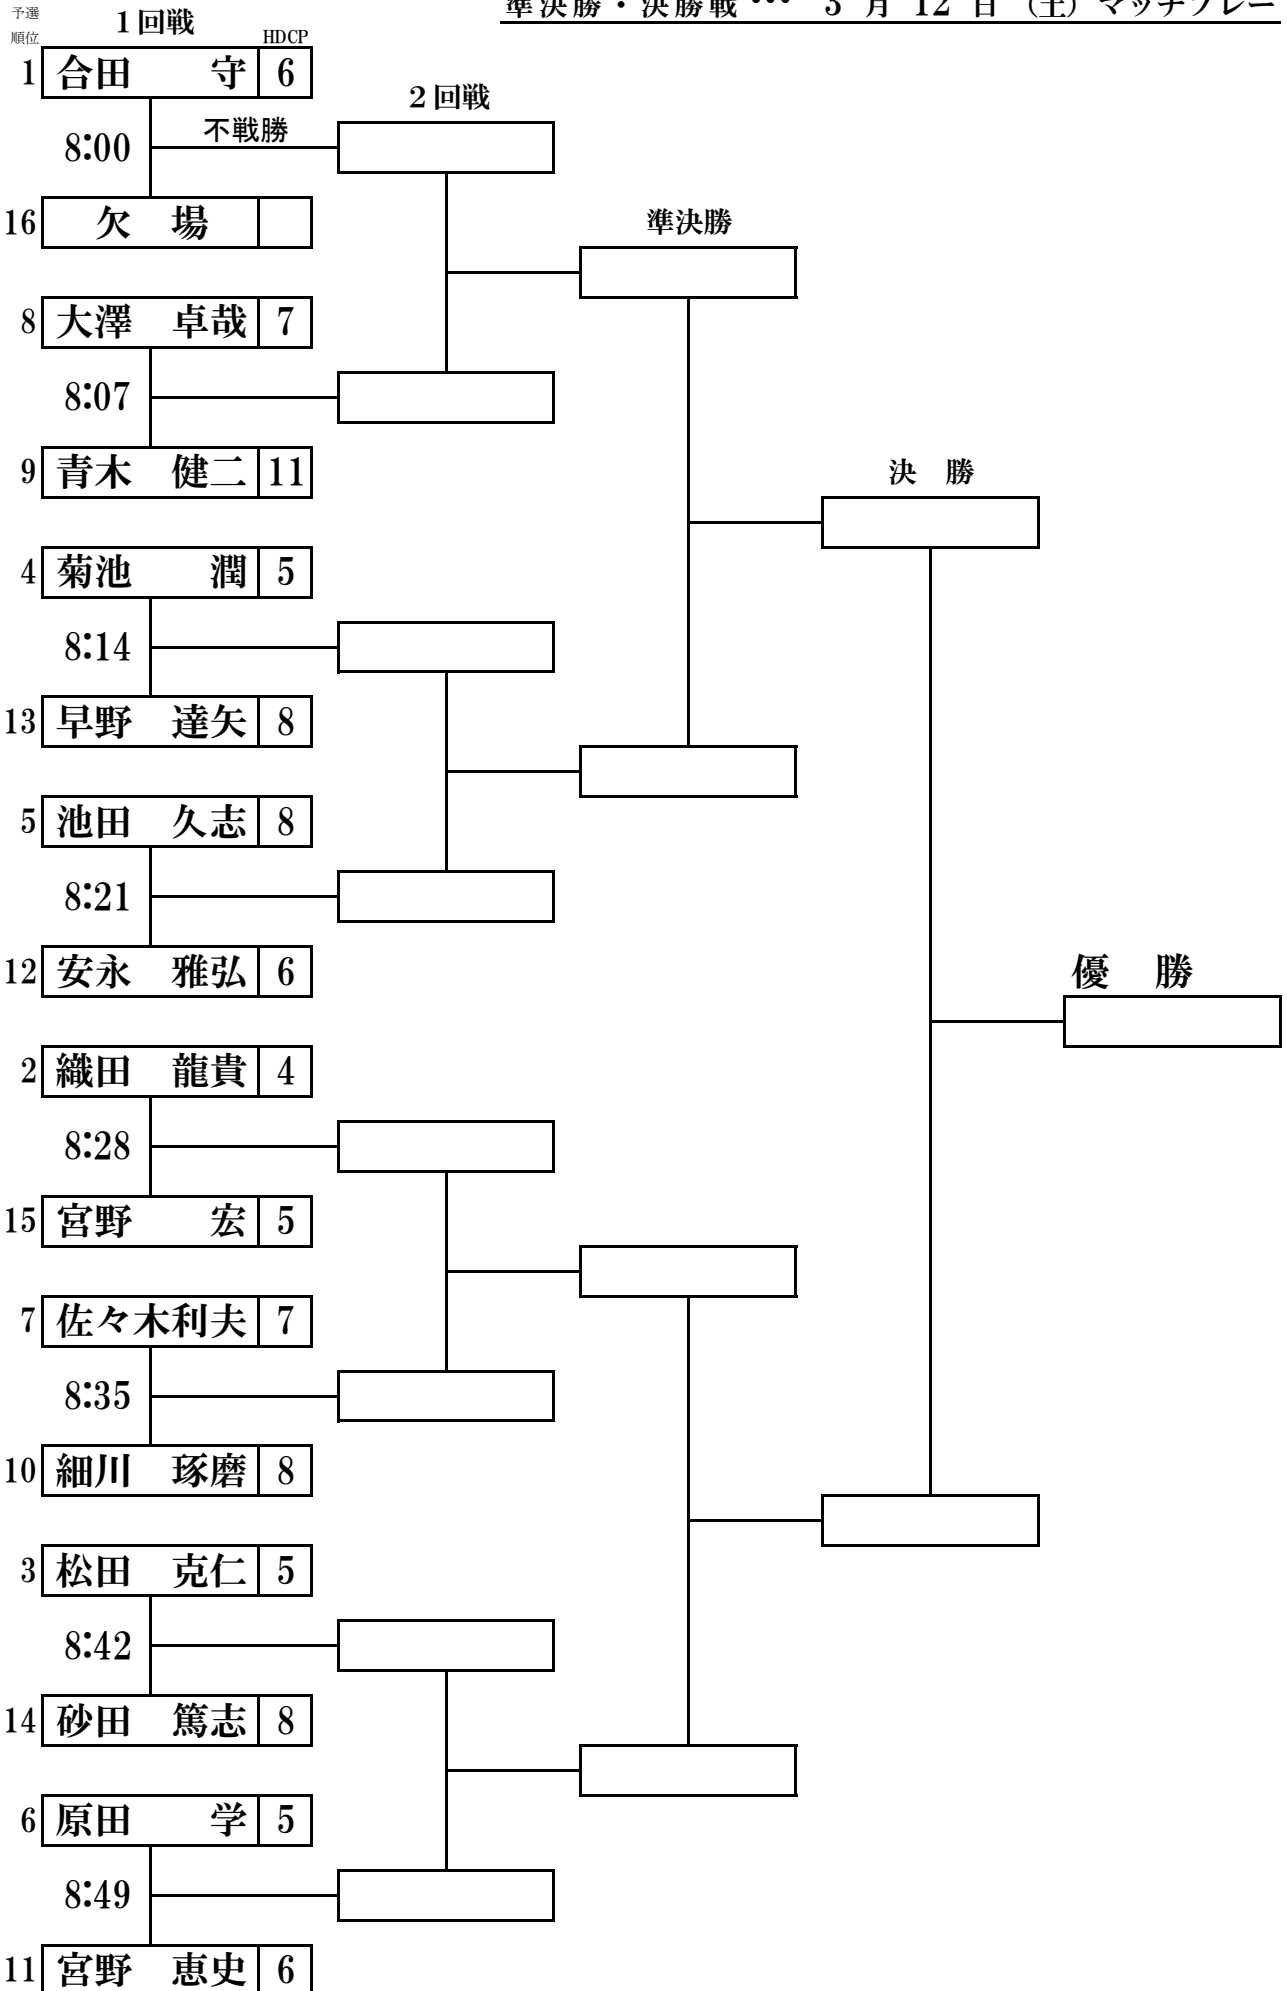 準決勝・決勝戦 … 3 月 12 日 (土) マッチプレー
予選
順位
1回戦
HDCP
1 合田 守 6
8:00 不戦勝
16 欠 場
2回戦
8 大澤 卓哉 7
8:07
9 青木 健二 11
準決勝
4 菊池 潤 5
8:14
13 早野 達矢 8
5 池田 久志 8
8:21
12 安永 雅弘 6
決 勝
2 織田 龍貴 4
8:28
15 宮野 宏 5
7 佐々木利夫 7
8:35
10 細川 琢磨 8
3 松田 克仁 5
8:42
14 砂田 篤志 8
6 原田 学 5
8:49
11 宮野 恵史 6
優 勝